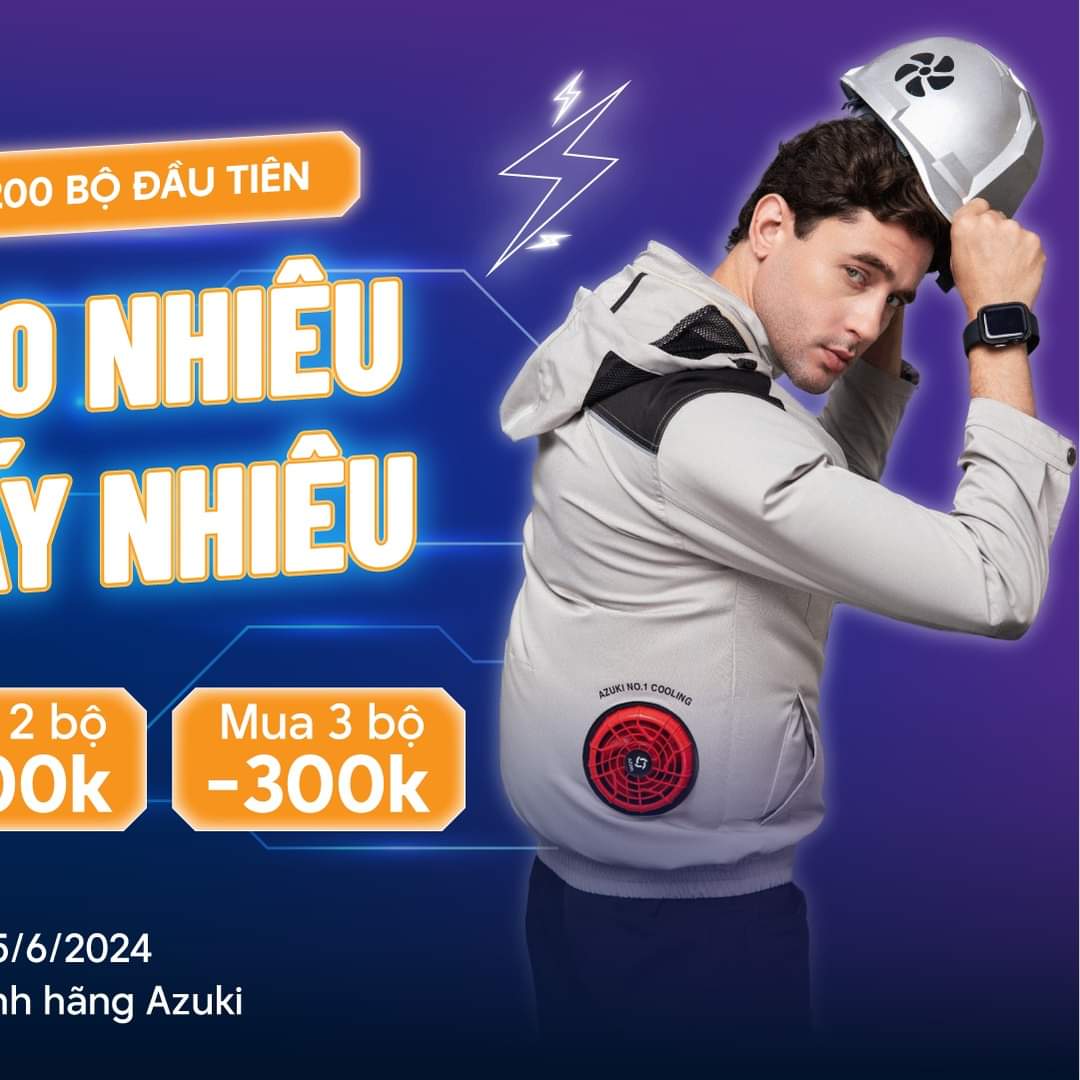 200 BỘ ĐẦU TIÊN
O NHIÊU
ẤY NHIÊU
2 bộ
00k
Mua 3 bộ
-300k
5/6/2024
nh hãng Azuki
AZUKI NO.1 COOLING